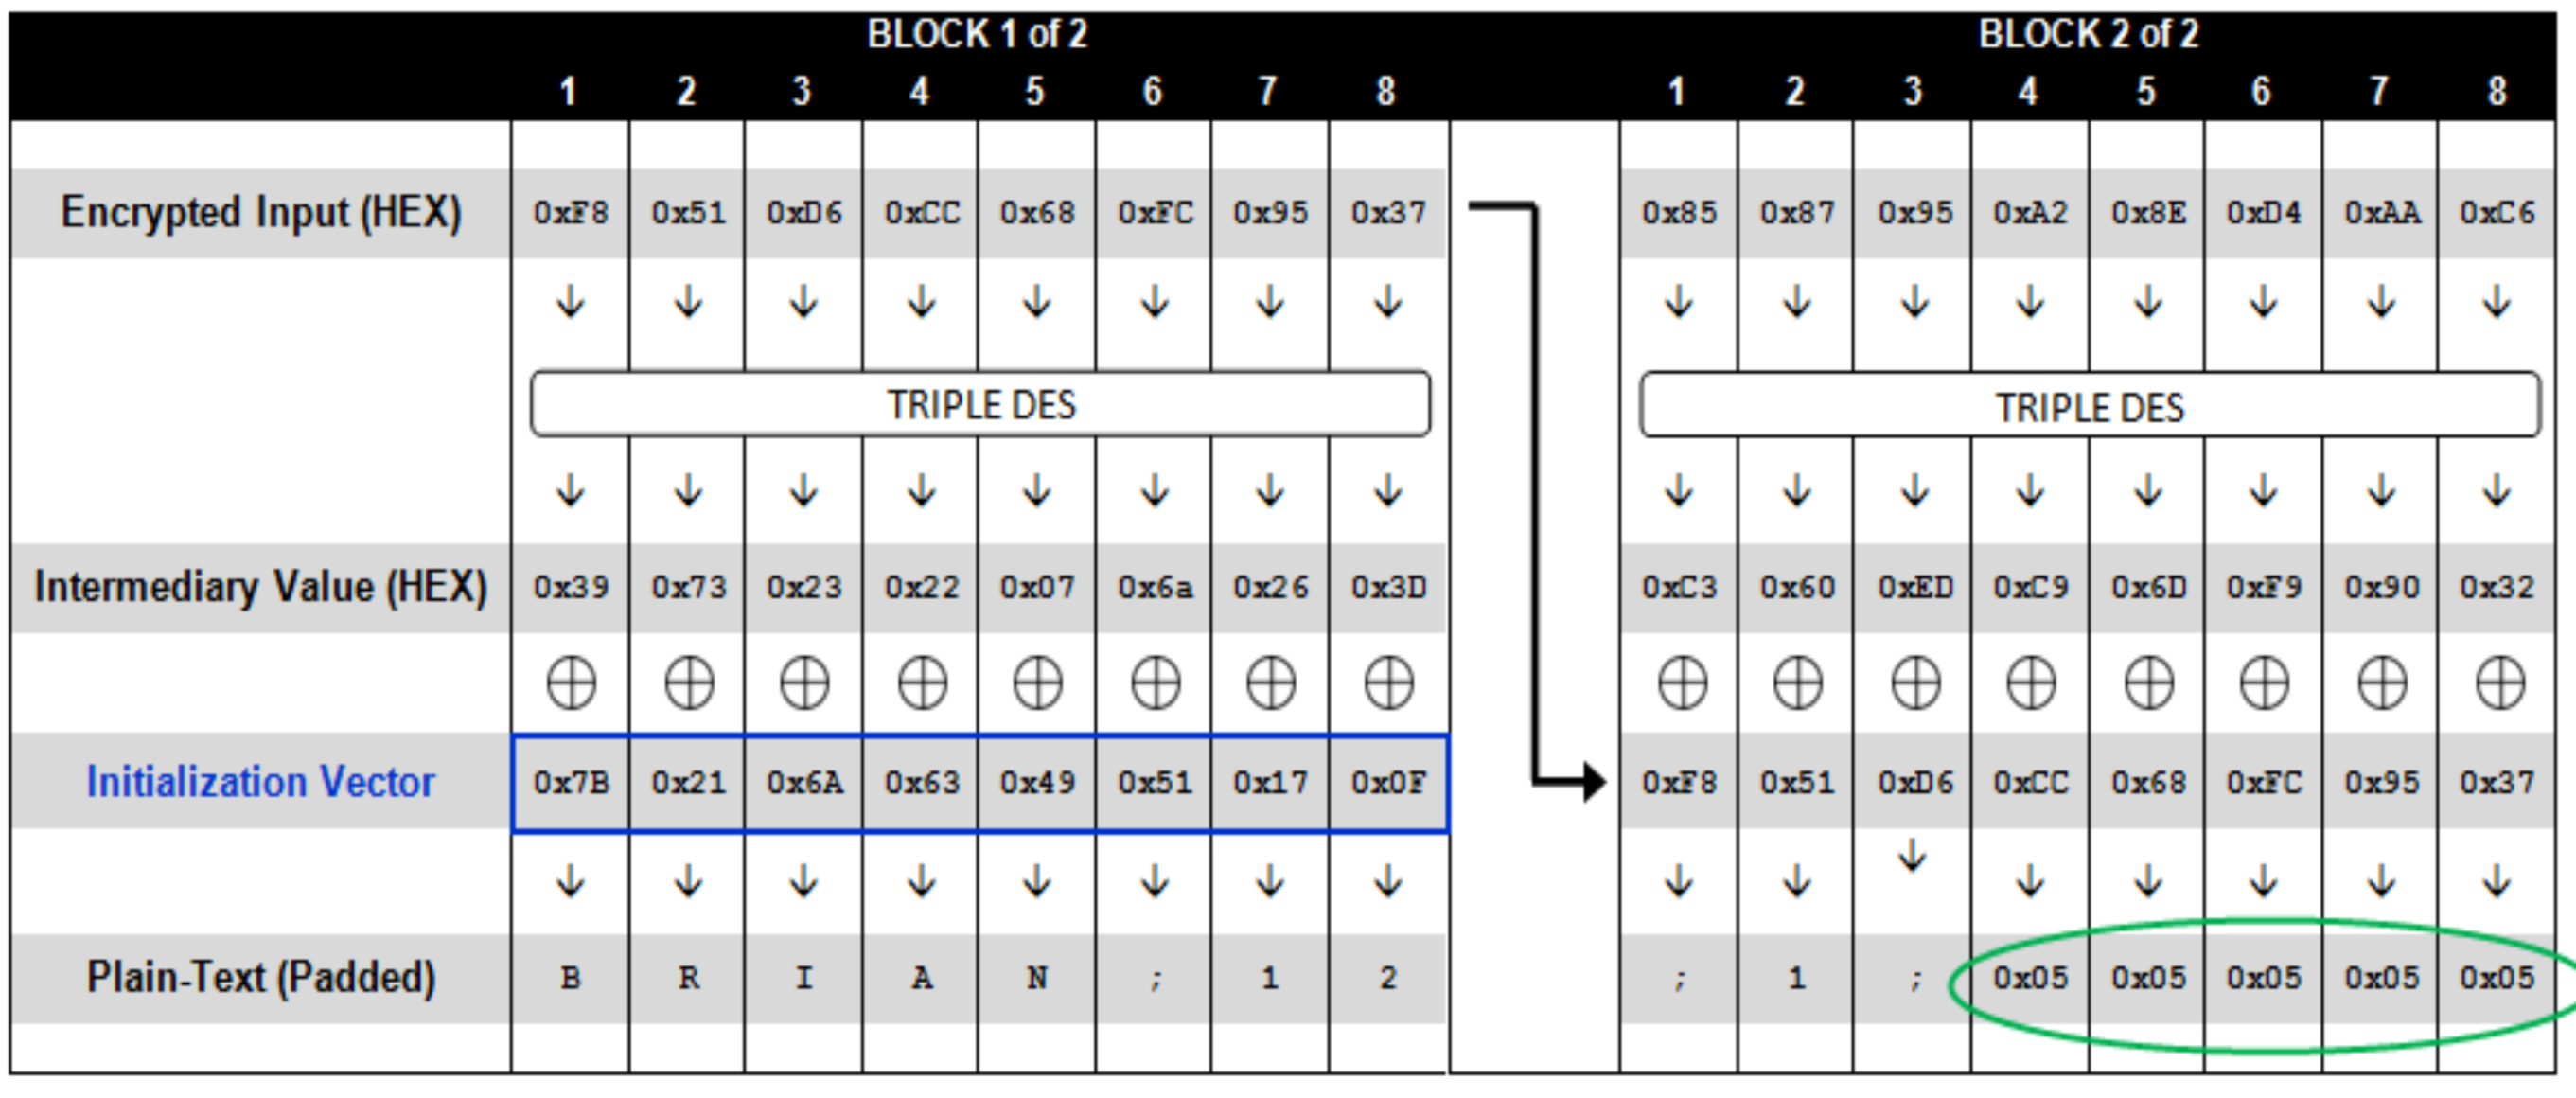 BLOCK 1 of 2 BLOCK 2 of 2
1 2 3 4 5 6 7 8 1 2 3 4 5 6 7 8
Encrypted Input (HEX) 0xF8 0x51 0xD6 0xCC 0x68 0xFC 0x95 0x37 0x85 0x87 0x95 0xA2 0x8E 0xD4 0xAA 0xC6
TRIPLE DES TRIPLE DES
Intermediary Value (HEX) 0x39 0x73 0x23 0x22 0x07 0x6a 0x26 0x3D 0xC3 0x60 0xED 0xC9 0x6D 0xF9 0x90 0x32
Initialization Vector 0x7B 0x21 0x6A 0x63 0x49 0x51 0x17 0x0F 0xF8 0x51 0xD6 0xCC 0x68 0xFC 0x95 0x37
Plain-Text (Padded) B R I A N ; 1 2 ; 1 ; 0x05 0x05 0x05 0x05 0x05